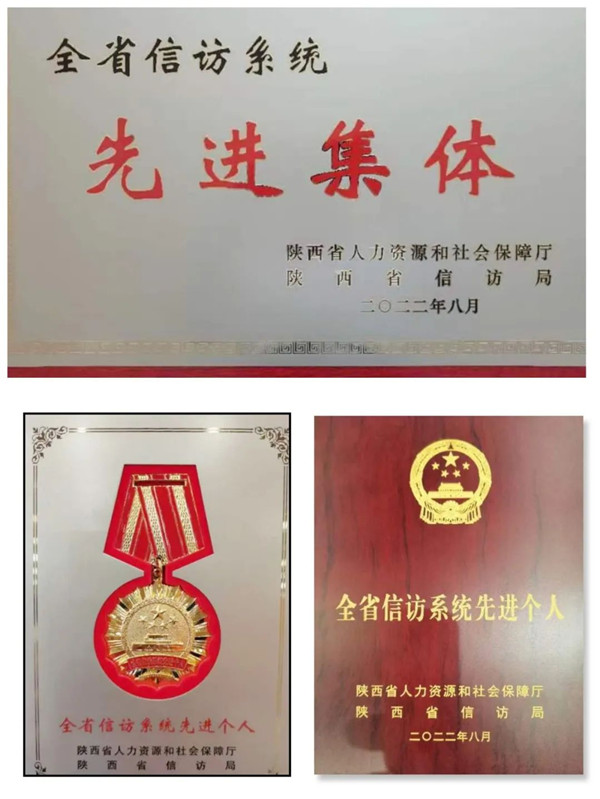 全省信访系统
先进集体
陕西省人力资源和社会保障厅
陕西省信访局
二〇二二年八月
全省信访系统先进个人
陕西省人力资源和社会保障厅
陕西省信访局
全省信访系统先进个人
陕西省人力资源和社会保障厅
陕西省信访局
二〇二二年八月